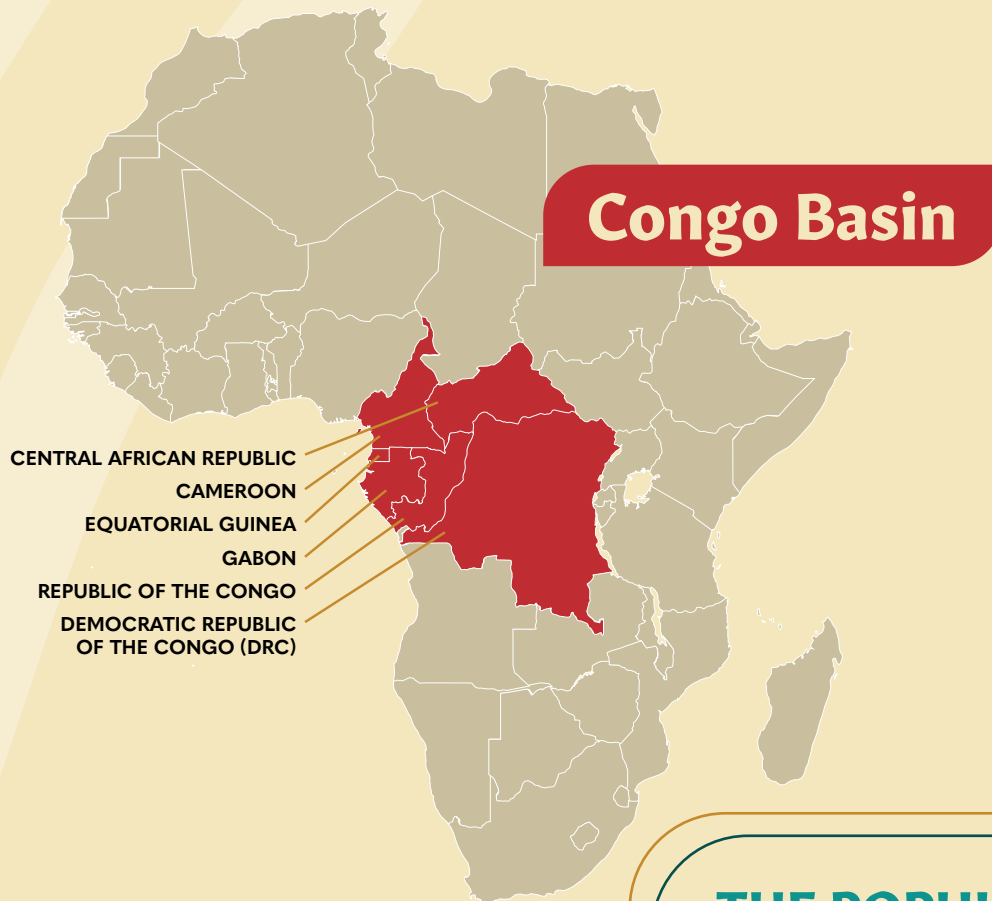 Congo Basin
CENTRAL AFRICAN REPUBLIC
CAMEROON
EQUATORIAL GUINEA
GABON
REPUBLIC OF THE CONGO
DEMOCRATIC REPUBLIC
OF THE CONGO (DRC)
THE